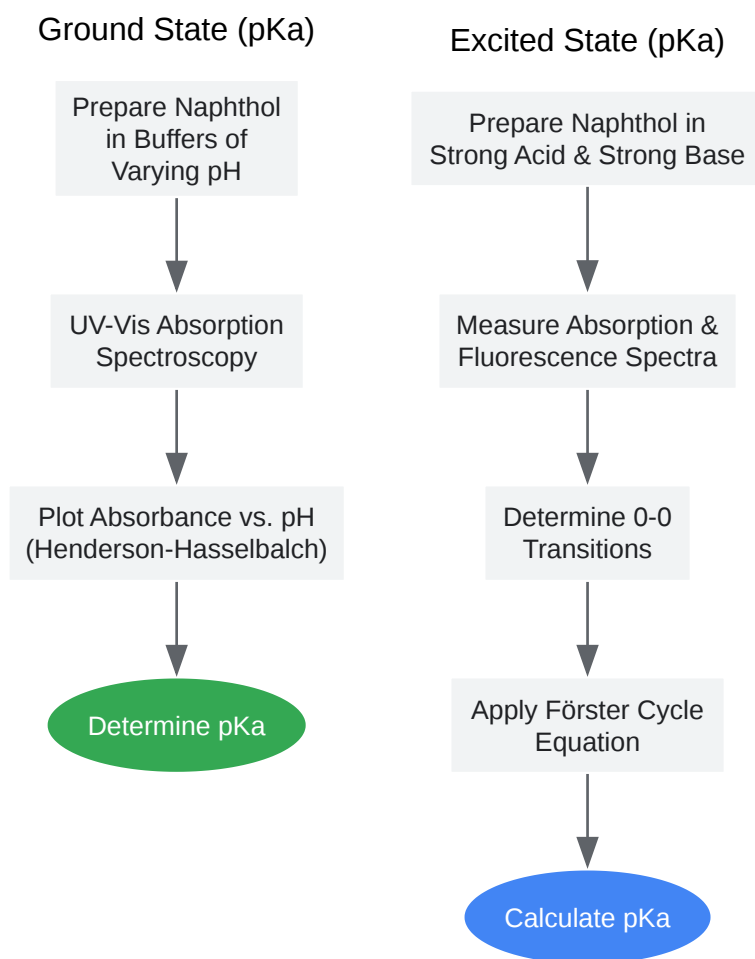 Ground State (pKa)
Prepare Naphthol
in Buffers of
Varying pH
UV-Vis Absorption
Spectroscopy
Plot Absorbance vs. pH
(Henderson-Hasselbalch)
Determine pKa
Excited State (pKa)
Prepare Naphthol in
Strong Acid & Strong Base
Measure Absorption &
Fluorescence Spectra
Determine 0-0
Transitions
Apply Förster Cycle
Equation
Calculate pKa